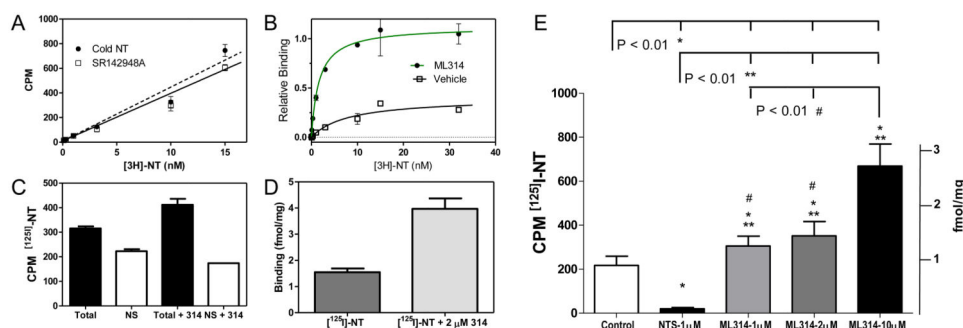 A
CPM
1000
800
600
400
200
0
Cold NT
SR142948A
0
5
10
15
[3H]-NT (nM)
B
Relative Binding
1.0
0.5
0.0
ML314
Vehicle
0
10
20
30
40
[3H]-NT (nM)
C
CPM [125I]-NT
500
400
300
200
100
0
Total
NS
Total + 314
NS + 314
D
Binding (fmol/mg)
5
4
3
2
1
0
[125I]-NT
[125I]-NT + 2 μM 314
E
P < 0.01 *
P < 0.01 **
P < 0.01 #
CPM [125]I-NT
1000
800
600
400
200
0
*
#
*
**
#
*
**
*
**
3
2
1
fmol/mg
Control
NTS-1μM
ML314-1μM
ML314-2μM
ML314-10μM